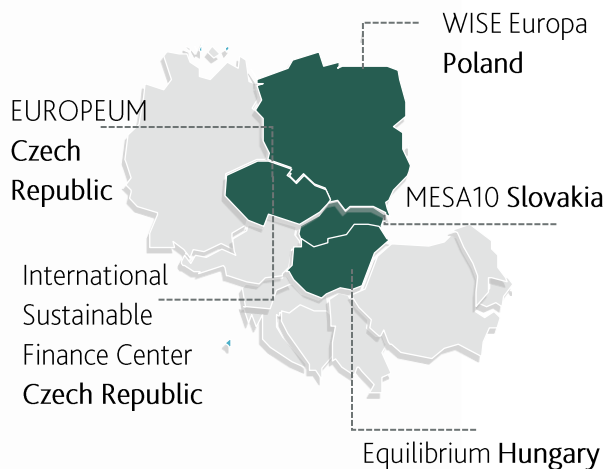 WISE Europa
Poland
EUROPEUM
Czech
Republic
MESA10 Slovakia
International
Sustainable
Finance Center
Czech Republic
Equilibrium Hungary